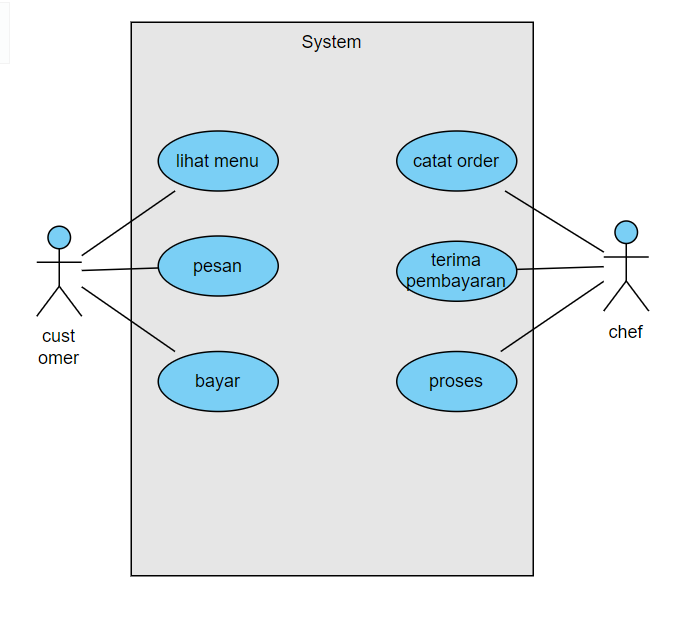 System
lihat menu
catat order
pesan
terima
pembayaran
cust
omer
chef
bayar
proses